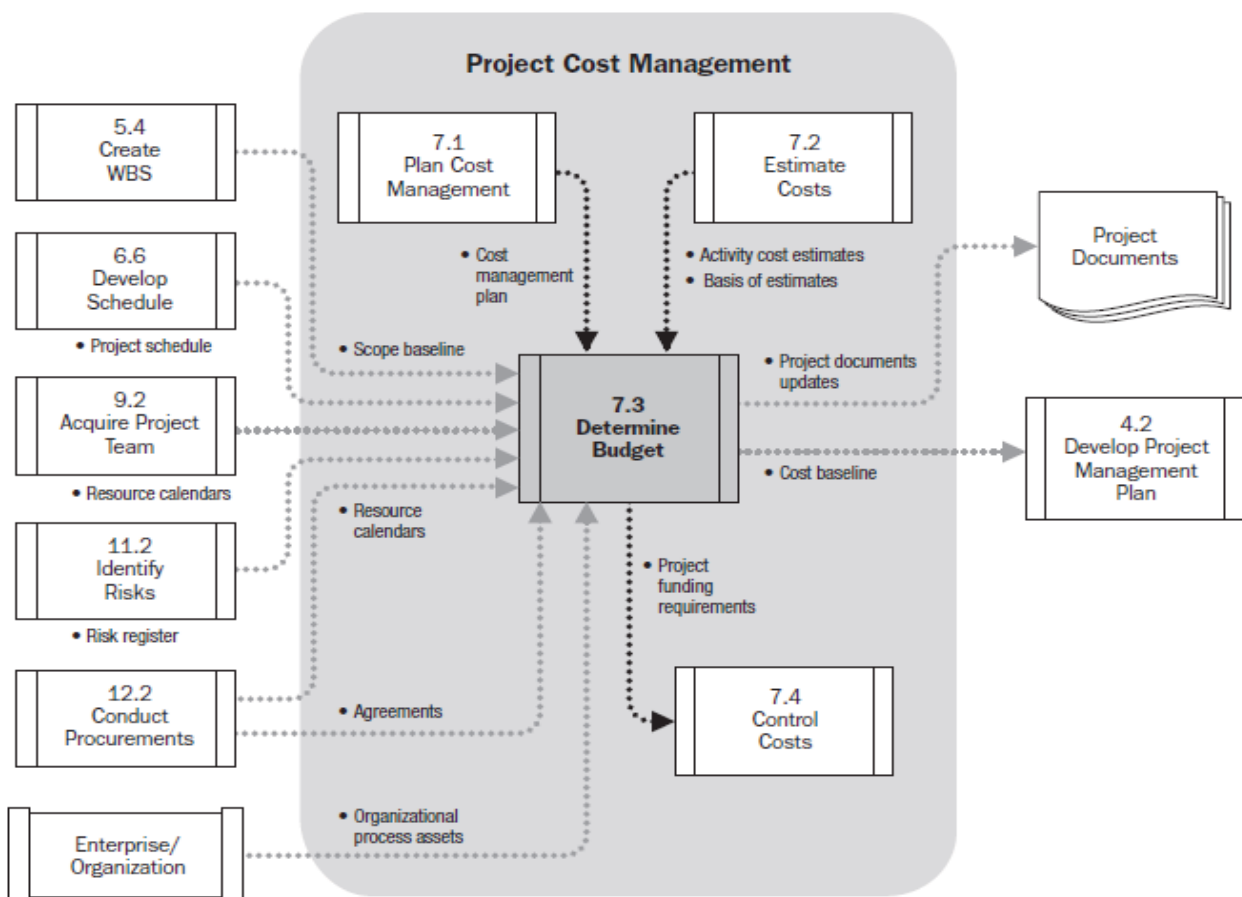 Project Cost Management
5.4
Create
WBS
7.1
Plan Cost
Management
7.2
Estimate
Costs
Project
Documents
6.6
Develop
Schedule
• Project schedule
• Cost
management
plan
• Activity cost estimates
• Basis of estimates
• Scope baseline
• Project documents
updates
9.2
Acquire Project
Team
• Resource calendars
7.3
Determine
Budget
4.2
Develop Project
Management
Plan
• Cost baseline
11.2
Identify
Risks
• Risk register
• Resource
calendars
• Project
funding
requirements
12.2
Conduct
Procurements
• Agreements
7.4
Control
Costs
Enterprise/
Organization
• Organizational
process assets